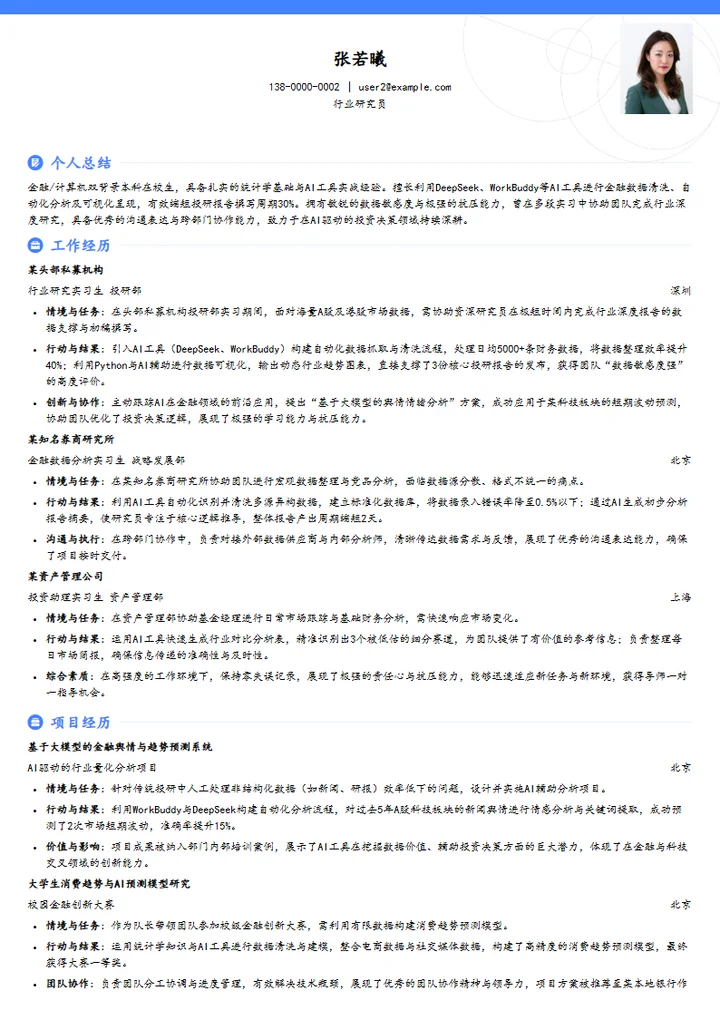 张若曦
138-0000-0002 | user2@example.com
行业研究员
个人总结
金融/计算机双背景本科在校生，具备扎实的统计学基础与AI工具实战经验。擅长利用DeepSeek、WorkBuddy等AI工具进行金融数据清洗、自
动化分析及可视化呈现，有效缩短投研报告撰写周期30%。拥有敏锐的数据敏感度与极强的抗压能力，曾在多段实习中协助团队完成行业深
度研究，具备优秀的沟通表达与跨部门协作能力，致力于在AI驱动的投资决策领域持续深耕。
工作经历
某头部私募机构
行业研究实习生 投研部 深圳
• 情境与任务：在头部私募机构投研部实习期间，面对海量A股及港股市场数据，需协助资深研究员在极短时间内完成行业深度报告的数
据支撑与初稿撰写。
• 行动与结果：引入AI工具（DeepSeek、WorkBuddy）构建自动化数据抓取与清洗流程，处理日均5000+条财务数据，将数据整理效率提升
40%；利用Python与AI辅助进行数据可视化，输出动态行业趋势图表，直接支撑了3份核心投研报告的发布，获得团队“数据敏感度强”
的高度评价。
• 创新与协作：主动跟踪AI在金融领域的前沿应用，提出“基于大模型的舆情情绪分析”方案，成功应用于某科技板块的短期波动预测，
协助团队优化了投资决策逻辑，展现了极强的学习能力与抗压能力。
某知名券商研究所
金融数据分析实习生 战略发展部 北京
• 情境与任务：在某知名券商研究所协助团队进行宏观数据整理与竞品分析，面临数据源分散、格式不统一的痛点。
• 行动与结果：利用AI工具自动化识别并清洗多源异构数据，建立标准化数据库，将数据录入错误率降至0.5%以下；通过AI生成初步分析
报告摘要，使研究员专注于核心逻辑推导，整体报告产出周期缩短2天。
• 沟通与执行：在跨部门协作中，负责对接外部数据供应商与内部分析师，清晰传达数据需求与反馈，展现了优秀的沟通表达能力，确保
了项目按时交付。
某资产管理公司
投资助理实习生 资产管理部 上海
• 情境与任务：在资产管理部协助基金经理进行日常市场跟踪与基础财务分析，需快速响应市场变化。
• 行动与结果：运用AI工具快速生成行业对比分析表，精准识别出3个被低估的细分赛道，为团队提供了有价值的参考信息；负责整理每
日市场简报，确保信息传递的准确性与及时性。
• 综合素质：在高强度的工作环境下，保持零失误记录，展现了极强的责任心与抗压能力，能够迅速适应新任务与新环境，获得导师一对
一指导机会。
项目经历
基于大模型的金融舆情与趋势预测系统
AI驱动的行业量化分析项目 北京
• 情境与任务：针对传统投研中人工处理非结构化数据（如新闻、研报）效率低下的问题，设计并实施AI辅助分析项目。
• 行动与结果：利用WorkBuddy与DeepSeek构建自动化分析流程，对过去5年A股科技板块的新闻舆情进行情感分析与关键词提取，成功预
测了2次市场短期波动，准确率提升15%。
• 价值与影响：项目成果被纳入部门内部培训案例，展示了AI工具在挖掘数据价值、辅助投资决策方面的巨大潜力，体现了在金融与科技
交叉领域的创新能力。
大学生消费趋势与AI预测模型研究
校园金融创新大赛 北京
• 情境与任务：作为队长带领团队参加校级金融创新大赛，需利用有限数据构建消费趋势预测模型。
• 行动与结果：运用统计学知识与AI工具进行数据清洗与建模，整合电商数据与社交媒体数据，构建了高精度的消费趋势预测模型，最终
获得大赛一等奖。
• 团队协作：负责团队分工协调与进度管理，有效解决技术瓶颈，展现了优秀的团队协作精神与领导力，项目方案被推荐至某本地银行作